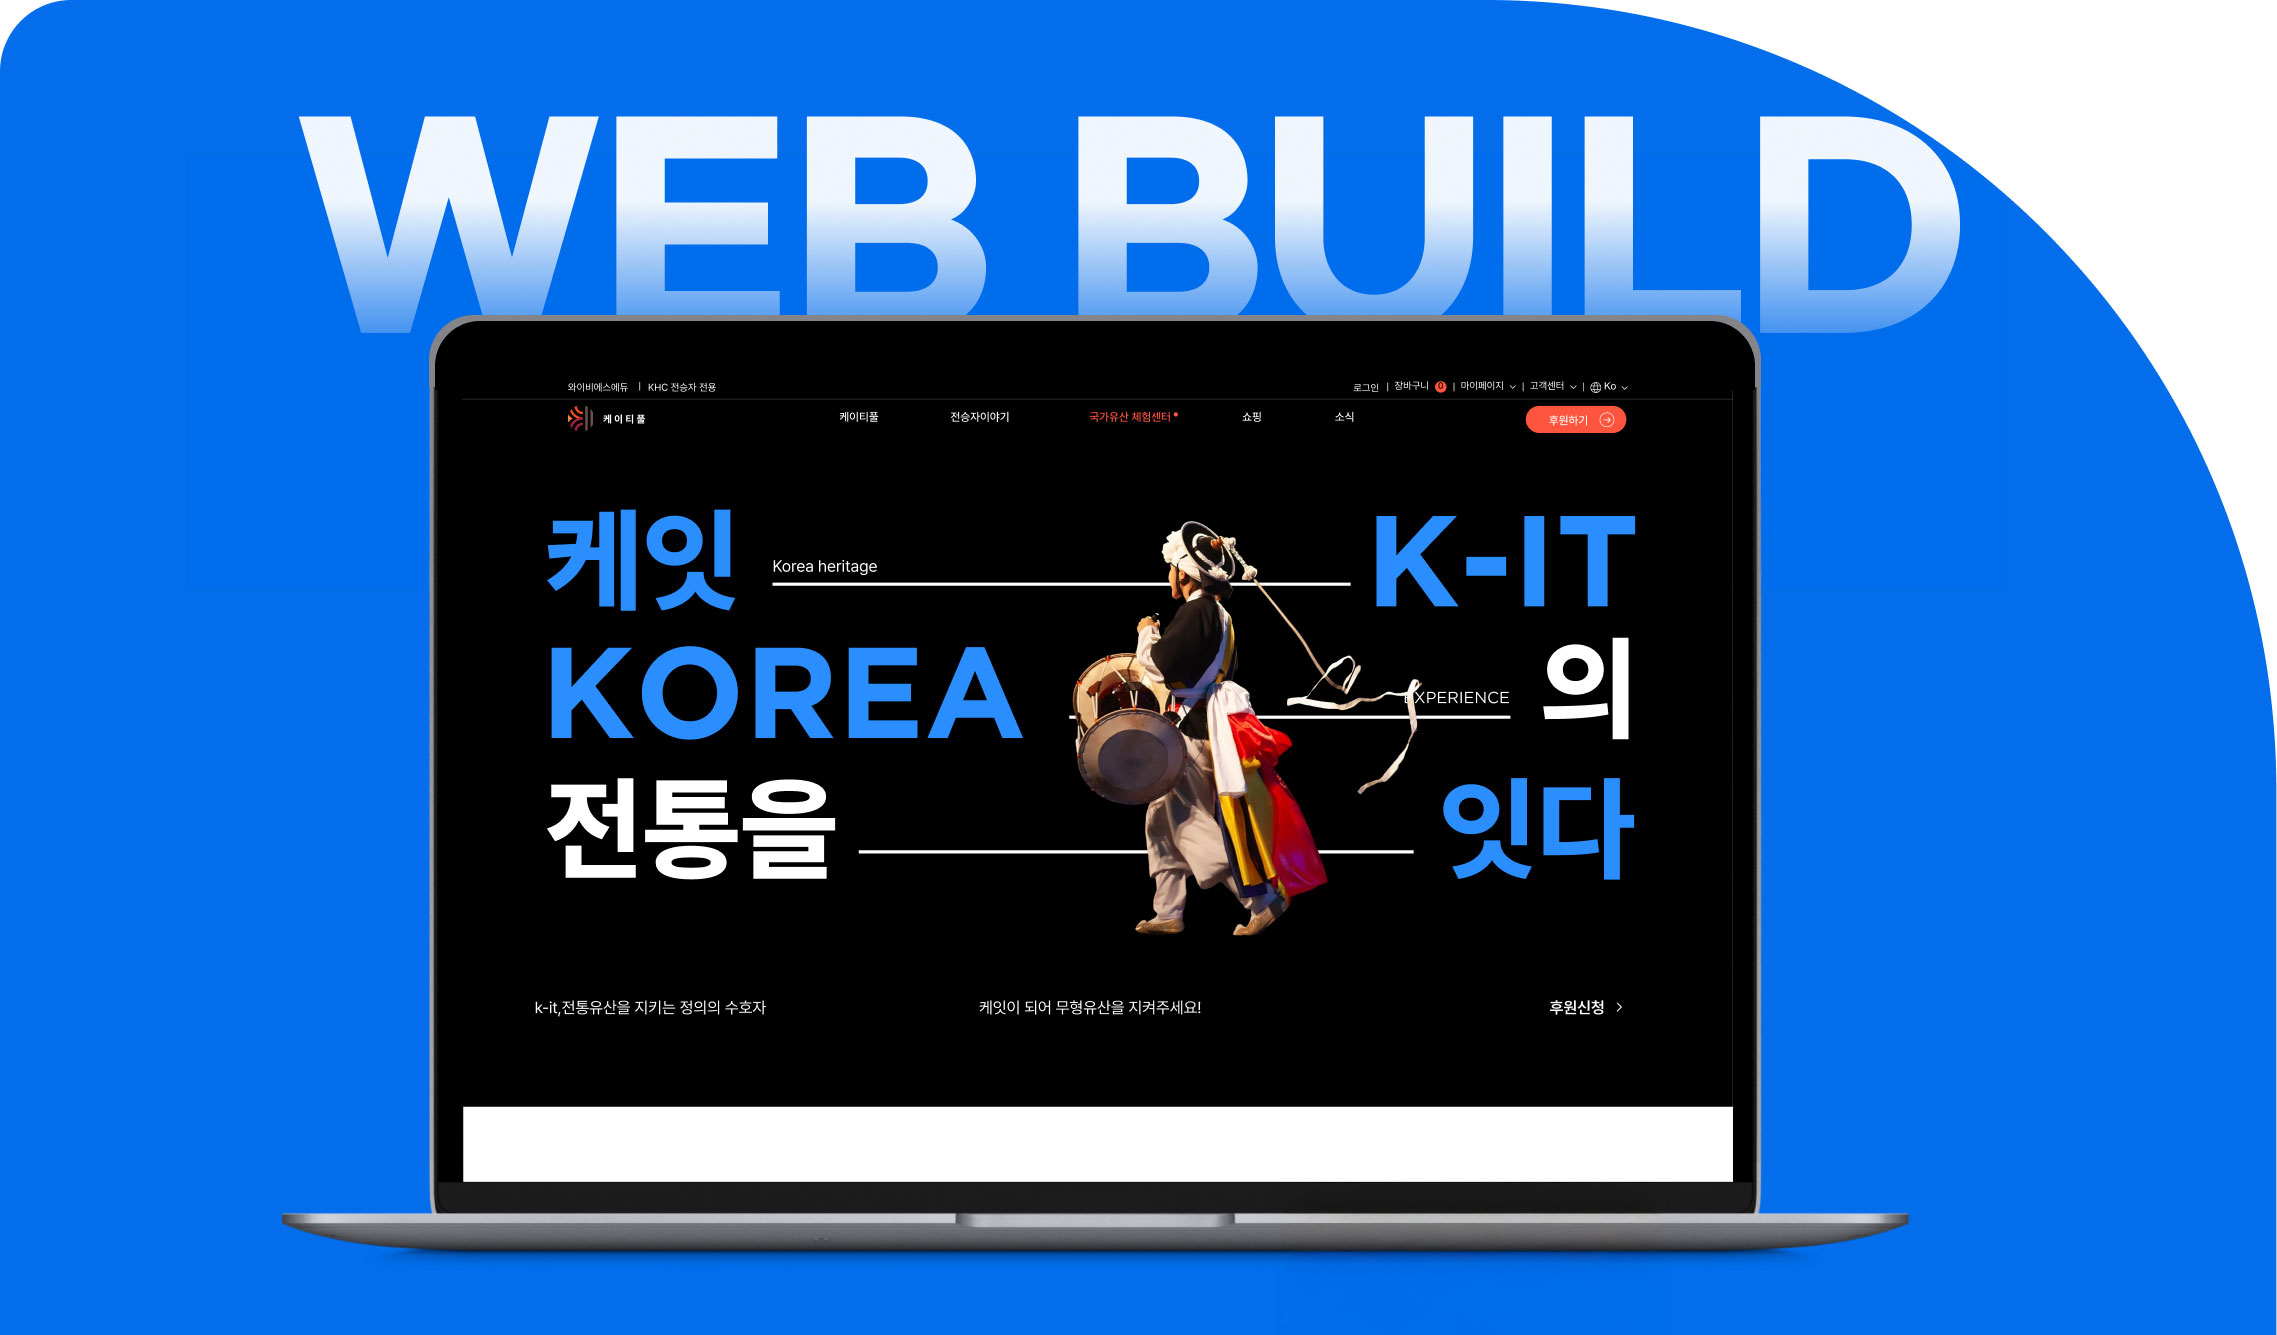 WEB BUILD
와이비에스에듀 | KHC 전승자 전용
로그인 | 장바구니 0 | 마이페이지 | 고객센터 | Ko
케이티풀
케이티풀 전승자이야기 국가유산 체험센터 쇼핑 소식
후원하기
케잇 Korea heritage K-IT
KOREA EXPERIENCE 의
전통을 잇다
k-it,전통유산을 지키는 정의의 수호자
케잇이 되어 무형유산을 지켜주세요!
후원신청